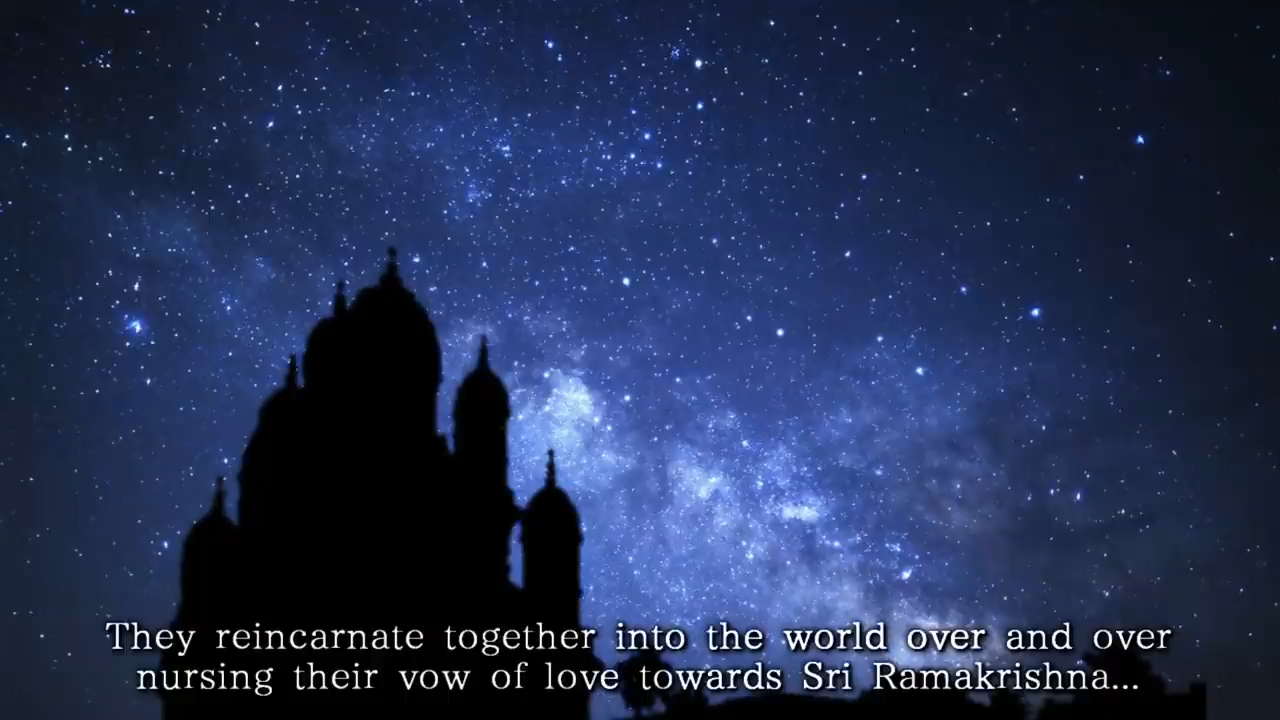 They reincarnate together into the world over and over
nursing their vow of love towards Sri Ramakrishna...